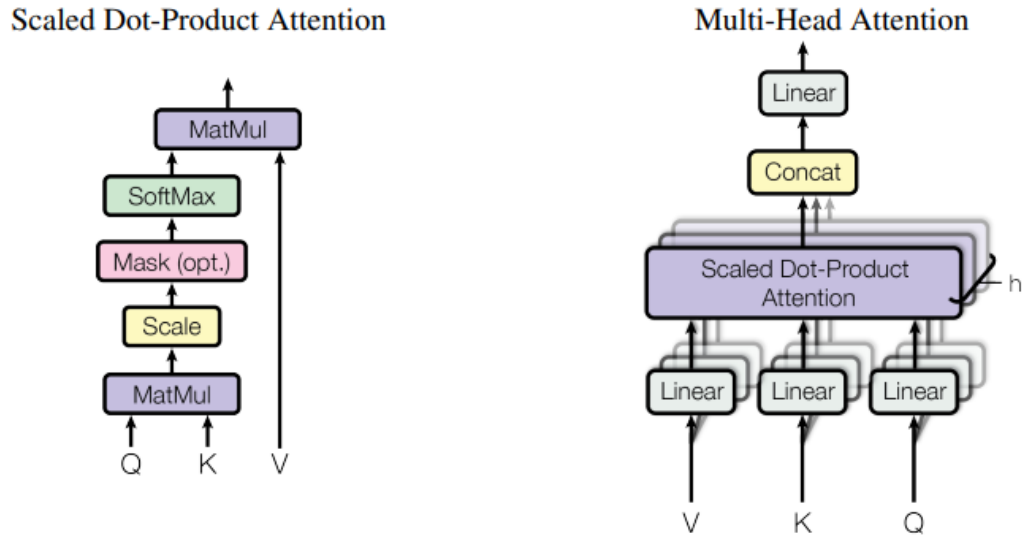 Scaled Dot-Product Attention
MatMul
SoftMax
Mask (opt.)
Scale
MatMul
Q K V
Multi-Head Attention
Linear
Concat
Scaled Dot-Product
Attention
h
Linear Linear Linear
V K Q